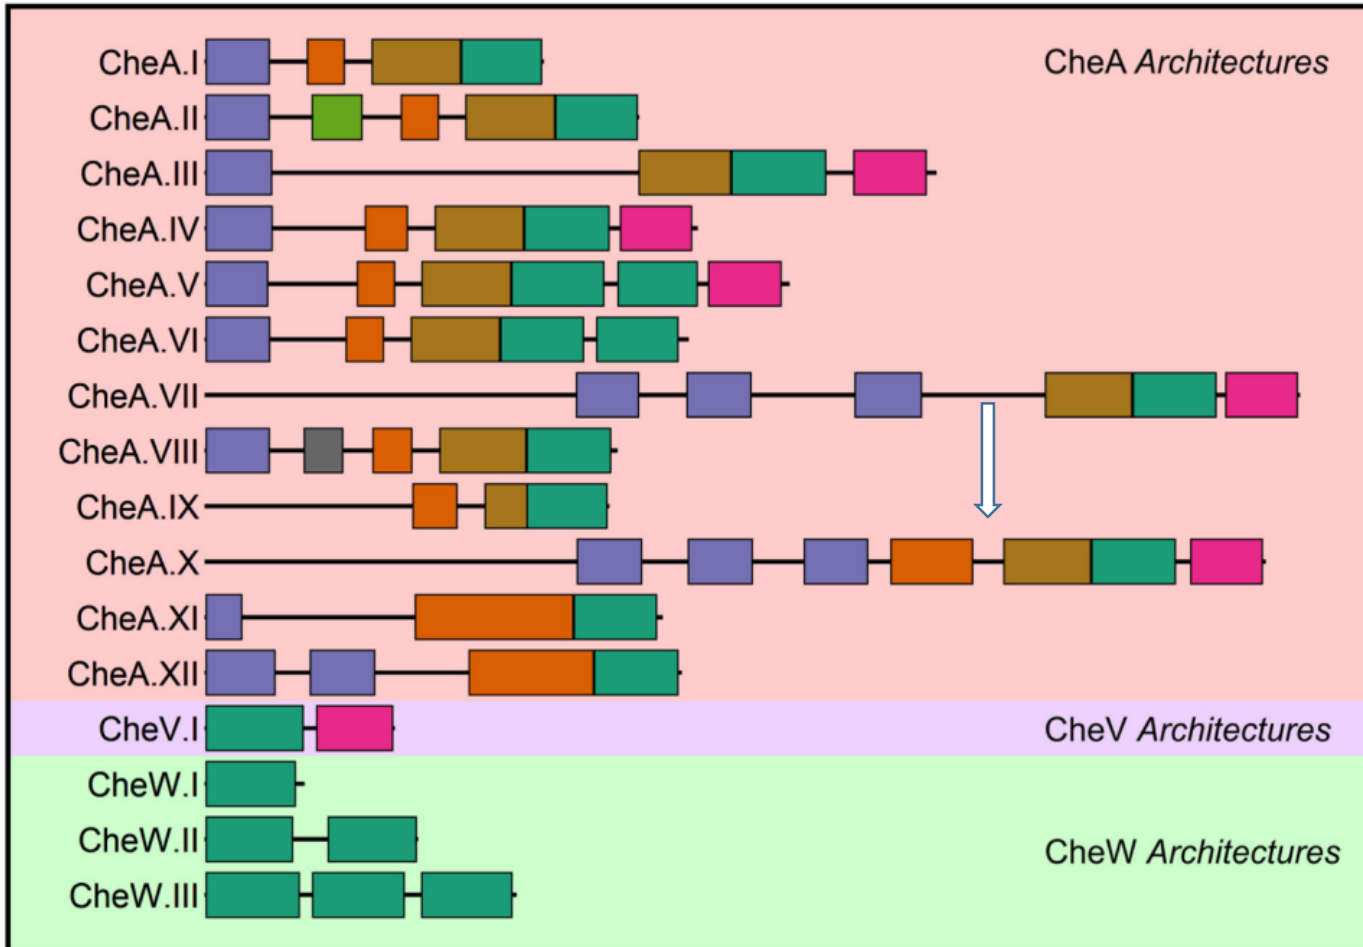 CheA.I
CheA Architectures
CheA.II
CheA.III
CheA.IV
CheA.V
CheA.VI
CheA.VII
CheA.VIII
CheA.IX
CheA.X
CheA.XI
CheA.XII
CheV.I
CheV Architectures
CheW.I
CheW.II
CheW Architectures
CheW.III